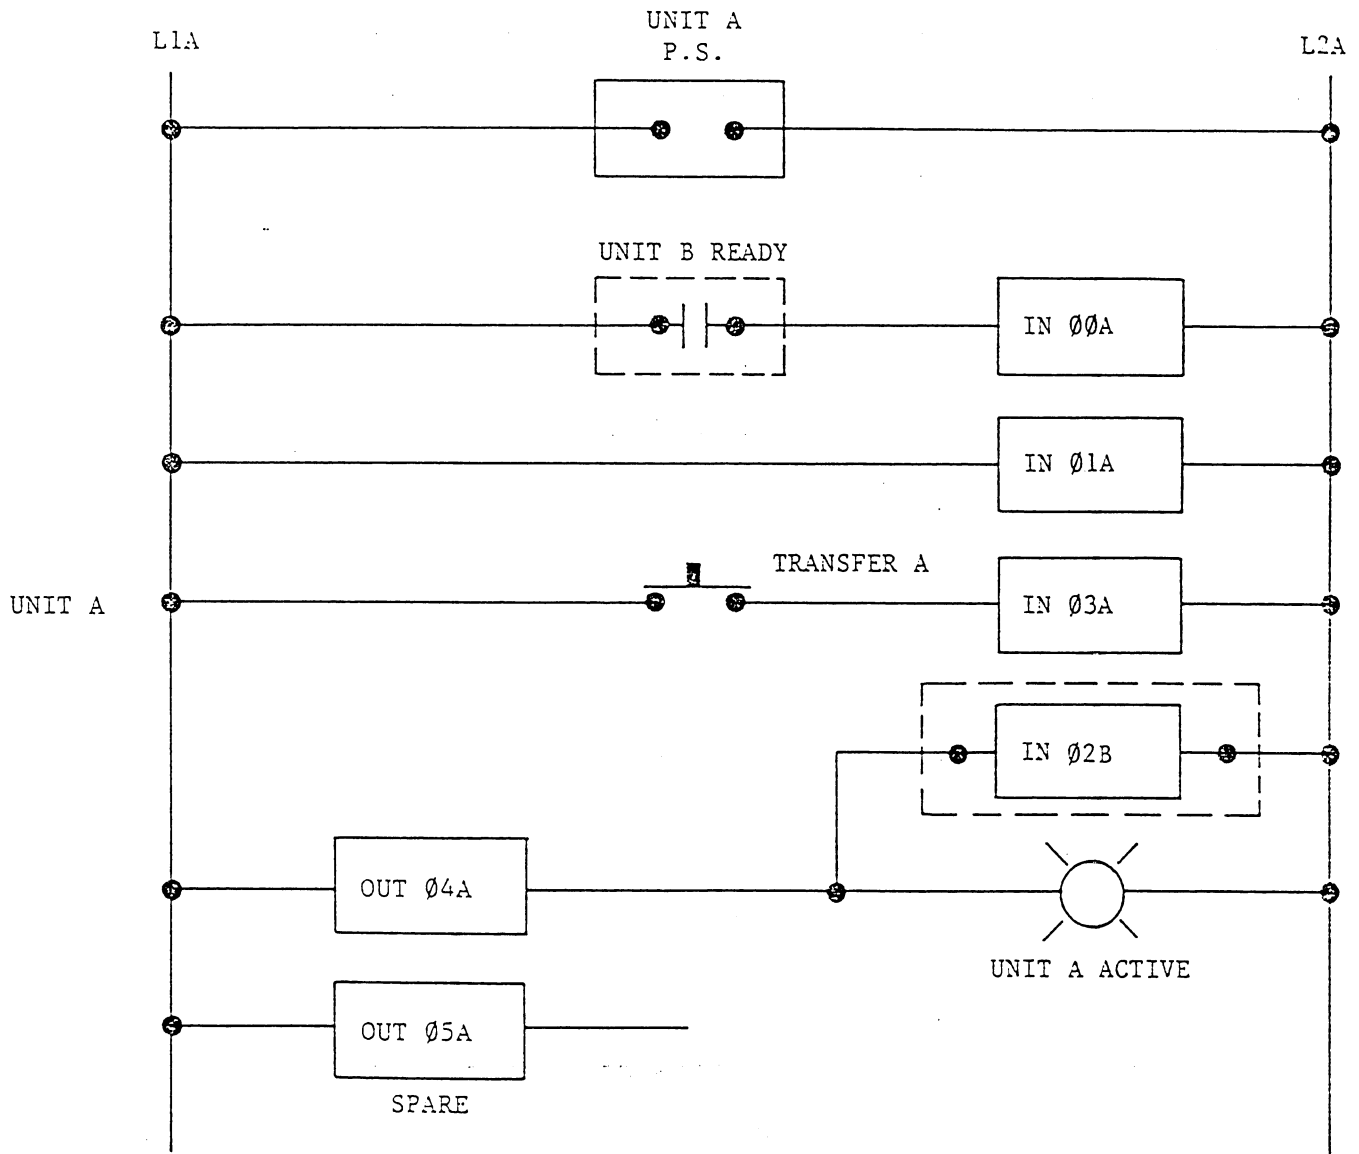 UNIT A
P.S.
L1A
L2A
UNIT B READY
IN ØØA
IN Ø1A
TRANSFER A
UNIT A
IN Ø3A
IN Ø2B
OUT Ø4A
UNIT A ACTIVE
OUT Ø5A
SPARE